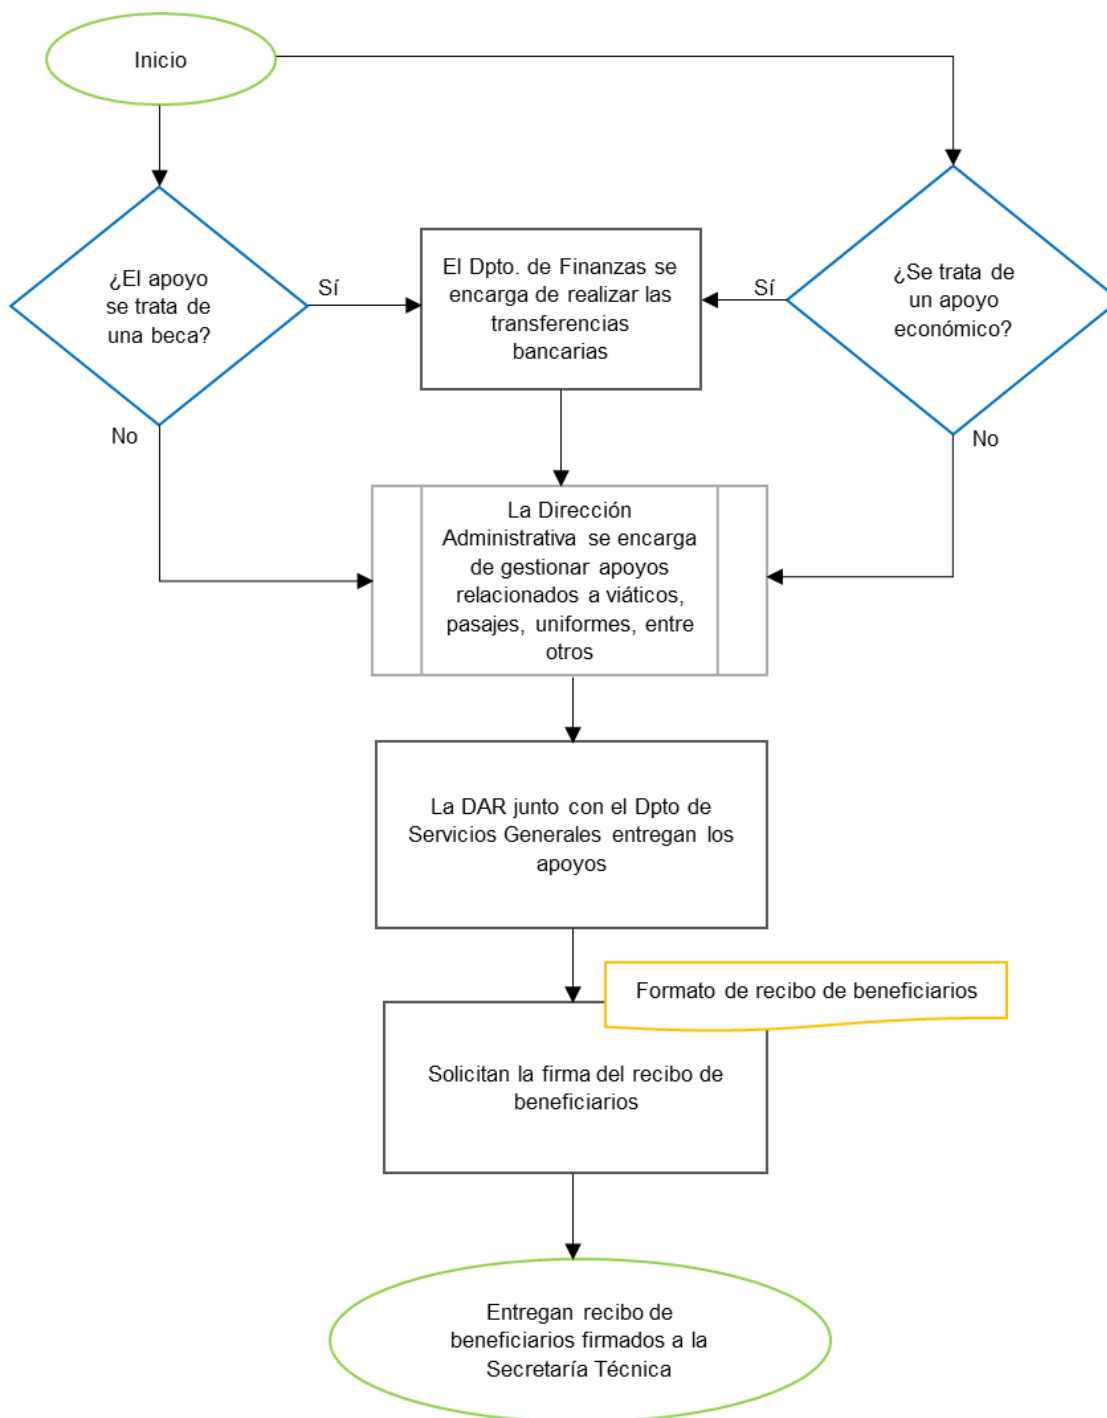 Inicio
¿El apoyo
se trata de
una beca?
Sí
No
El Dpto. de Finanzas se
encarga de realizar las
transferencias
bancarias
¿Se trata de
un apoyo
económico?
Sí
No
La Dirección
Administrativa se encarga
de gestionar apoyos
relacionados a viáticos,
pasajes, uniformes, entre
otros
La DAR junto con el Dpto de
Servicios Generales entregan los
apoyos
Formato de recibo de beneficiarios
Solicitan la firma del recibo de
beneficiarios
Entregan recibo de
beneficiarios firmados a la
Secretaría Técnica